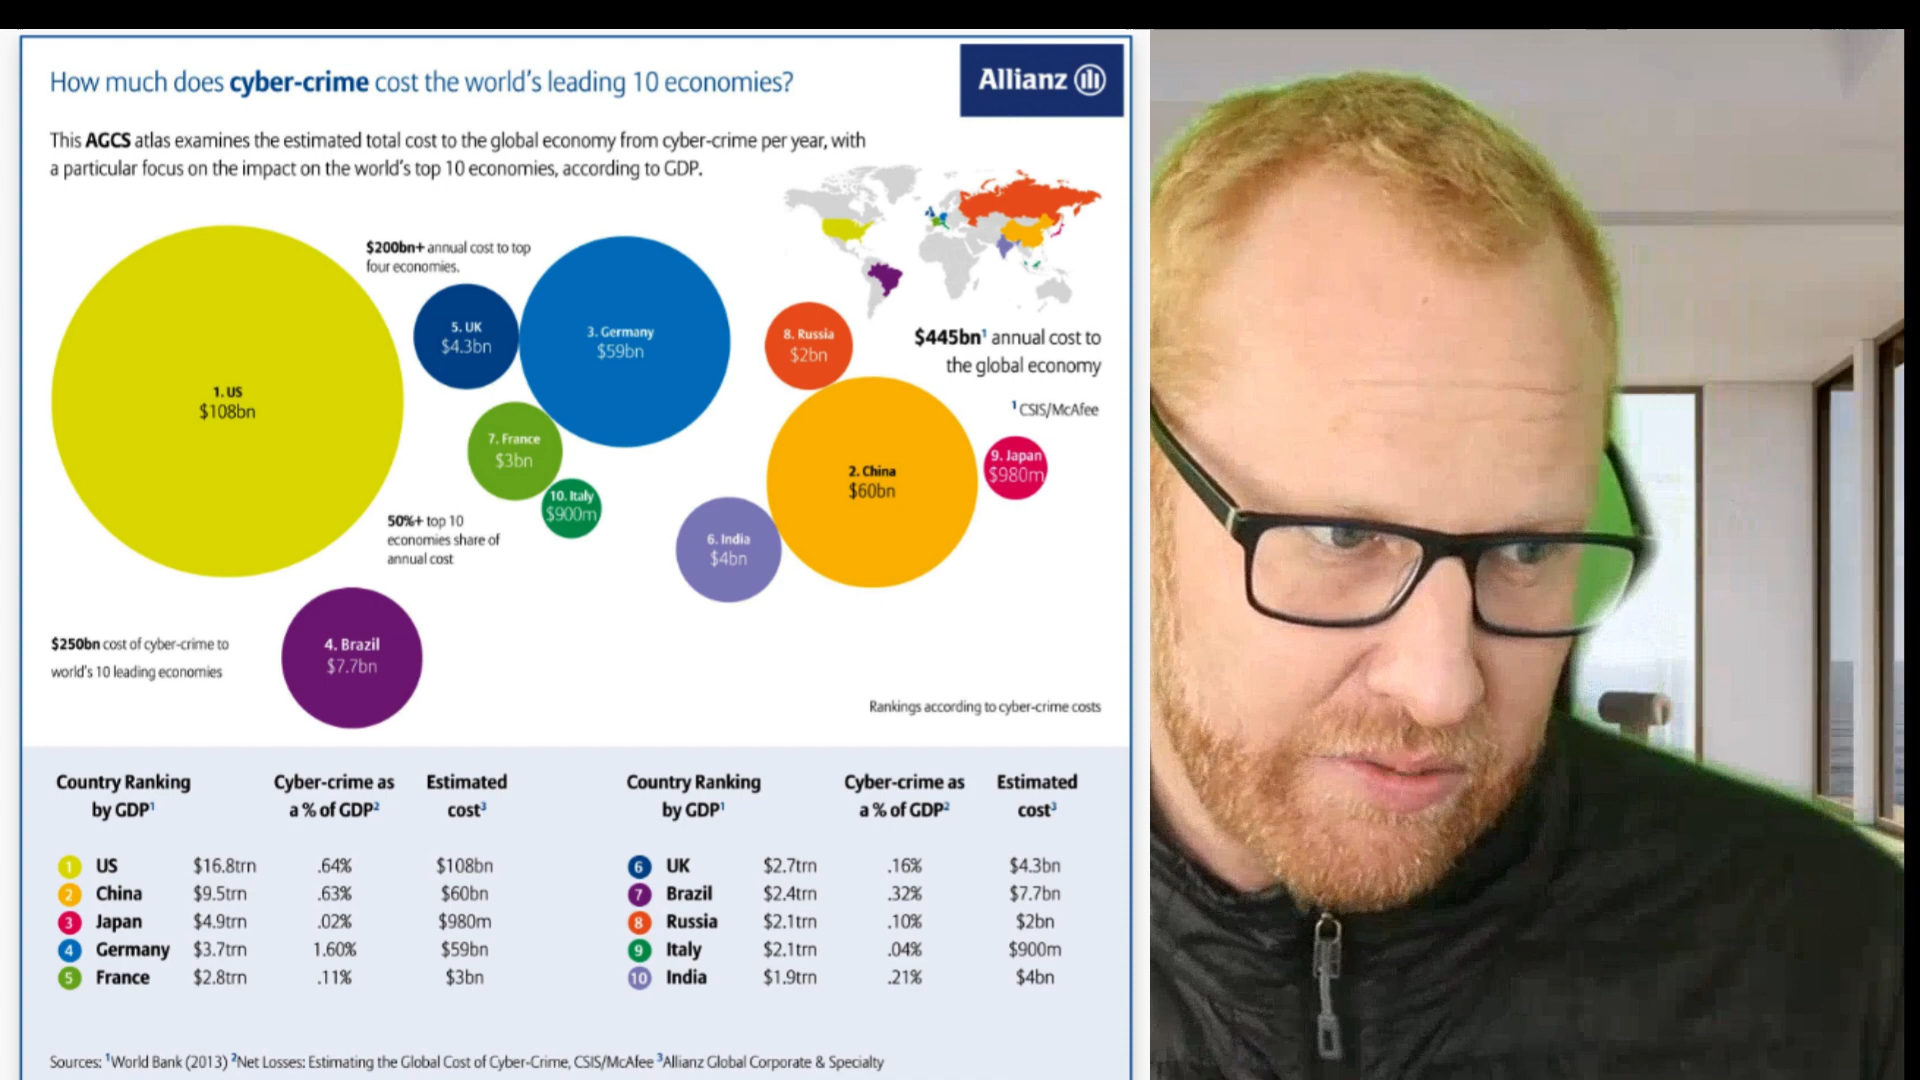 How much does cyber-crime cost the world's leading 10 economies?
Allianz
This AGCS atlas examines the estimated total cost to the global economy from cyber-crime per year, with
a particular focus on the impact on the world's top 10 economies, according to GDP.
$200bn+ annual cost to top
four economies.
1. US
$108bn
5. UK
$4.3bn
3. Germany
$59bn
8. Russia
$2bn
$445bn¹ annual cost to
the global economy
¹ CSIS/McAfee
7. France
$3bn
10. Italy
$900m
2. China
$60bn
9. Japan
$980m
50%+ top 10
economies share of
annual cost
6. India
$4bn
$250bn cost of cyber-crime to
world's 10 leading economies
4. Brazil
$7.7bn
Rankings according to cyber-crime costs
Country Ranking Cyber-crime as Estimated
by GDP¹ a % of GDP² cost³
1 US $16.8trn .64% $108bn
2 China $9.5trn .63% $60bn
3 Japan $4.9trn .02% $980m
4 Germany $3.7trn 1.60% $59bn
5 France $2.8trn .11% $3bn
Country Ranking Cyber-crime as Estimated
by GDP¹ a % of GDP² cost³
6 UK $2.7trn .16% $4.3bn
7 Brazil $2.4trn .32% $7.7bn
8 Russia $2.1trn .10% $2bn
9 Italy $2.1trn .04% $900m
10 India $1.9trn .21% $4bn
Sources: ¹World Bank (2013) ²Net Losses: Estimating the Global Cost of Cyber-Crime, CSIS/McAfee ³Allianz Global Corporate & Specialty